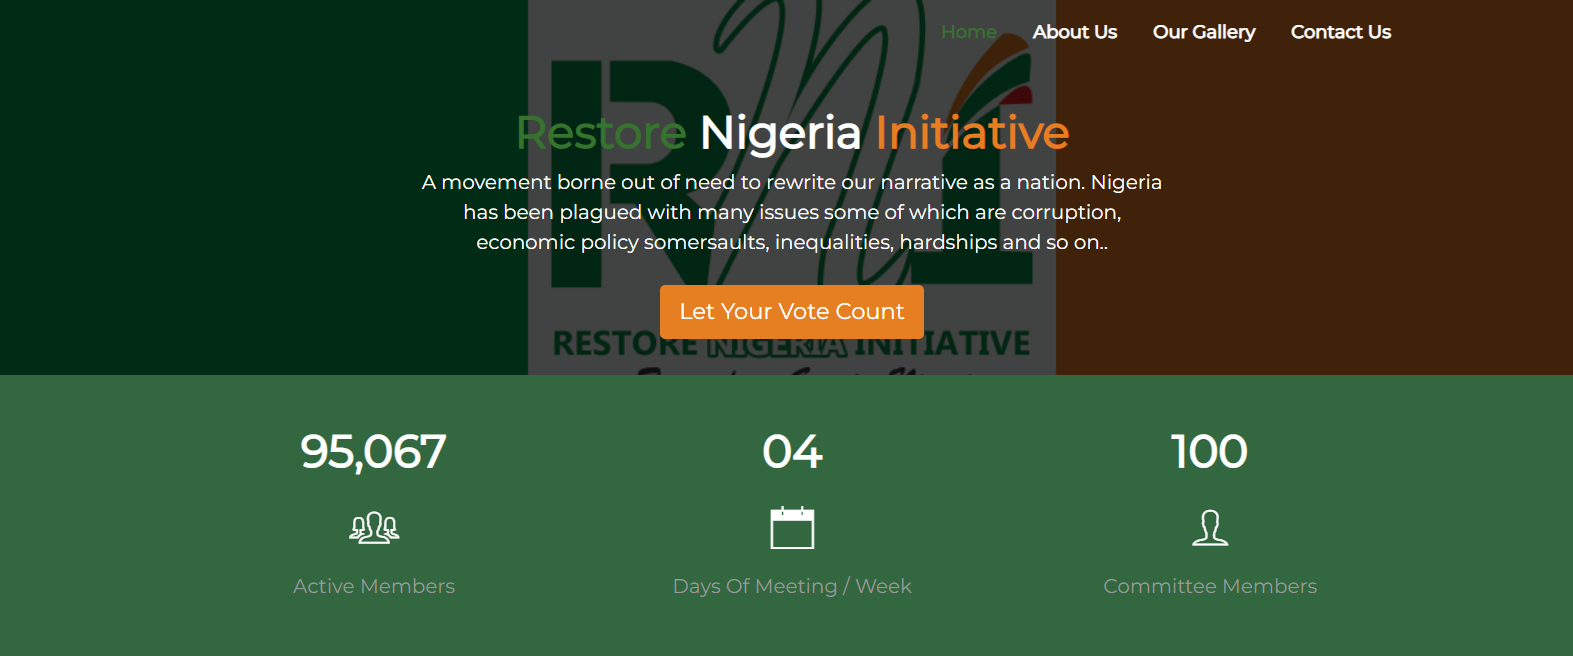 Home About Us Our Gallery Contact Us
Restore Nigeria Initiative
A movement borne out of need to rewrite our narrative as a nation. Nigeria
has been plagued with many issues some of which are corruption,
economic policy somersaults, inequalities, hardships and so on..
Let Your Vote Count
RESTORE NIGERIA INITIATIVE
95,067 04 100
Active Members Days Of Meeting / Week Committee Members